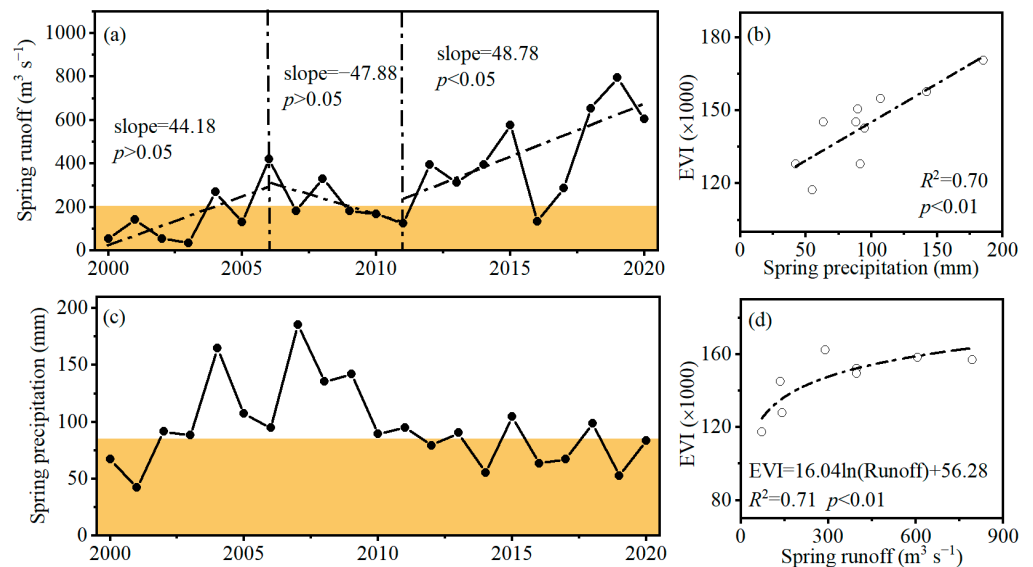 (a)
Spring runoff (m³ s⁻¹)
1000
800
600
400
200
0
slope=44.18
p>0.05
slope=−47.88
p>0.05
slope=48.78
p<0.05
2000
2005
2010
2015
2020
(b)
EVI (×1000)
180
150
120
R²=0.70
p<0.01
0
50
100
150
200
Spring precipitation (mm)
(c)
Spring precipitation (mm)
200
150
100
50
0
2000
2005
2010
2015
2020
(d)
EVI (×1000)
160
120
80
EVI=16.04ln(Runoff)+56.28
R²=0.71 p<0.01
0
300
600
900
Spring runoff (m³ s⁻¹)